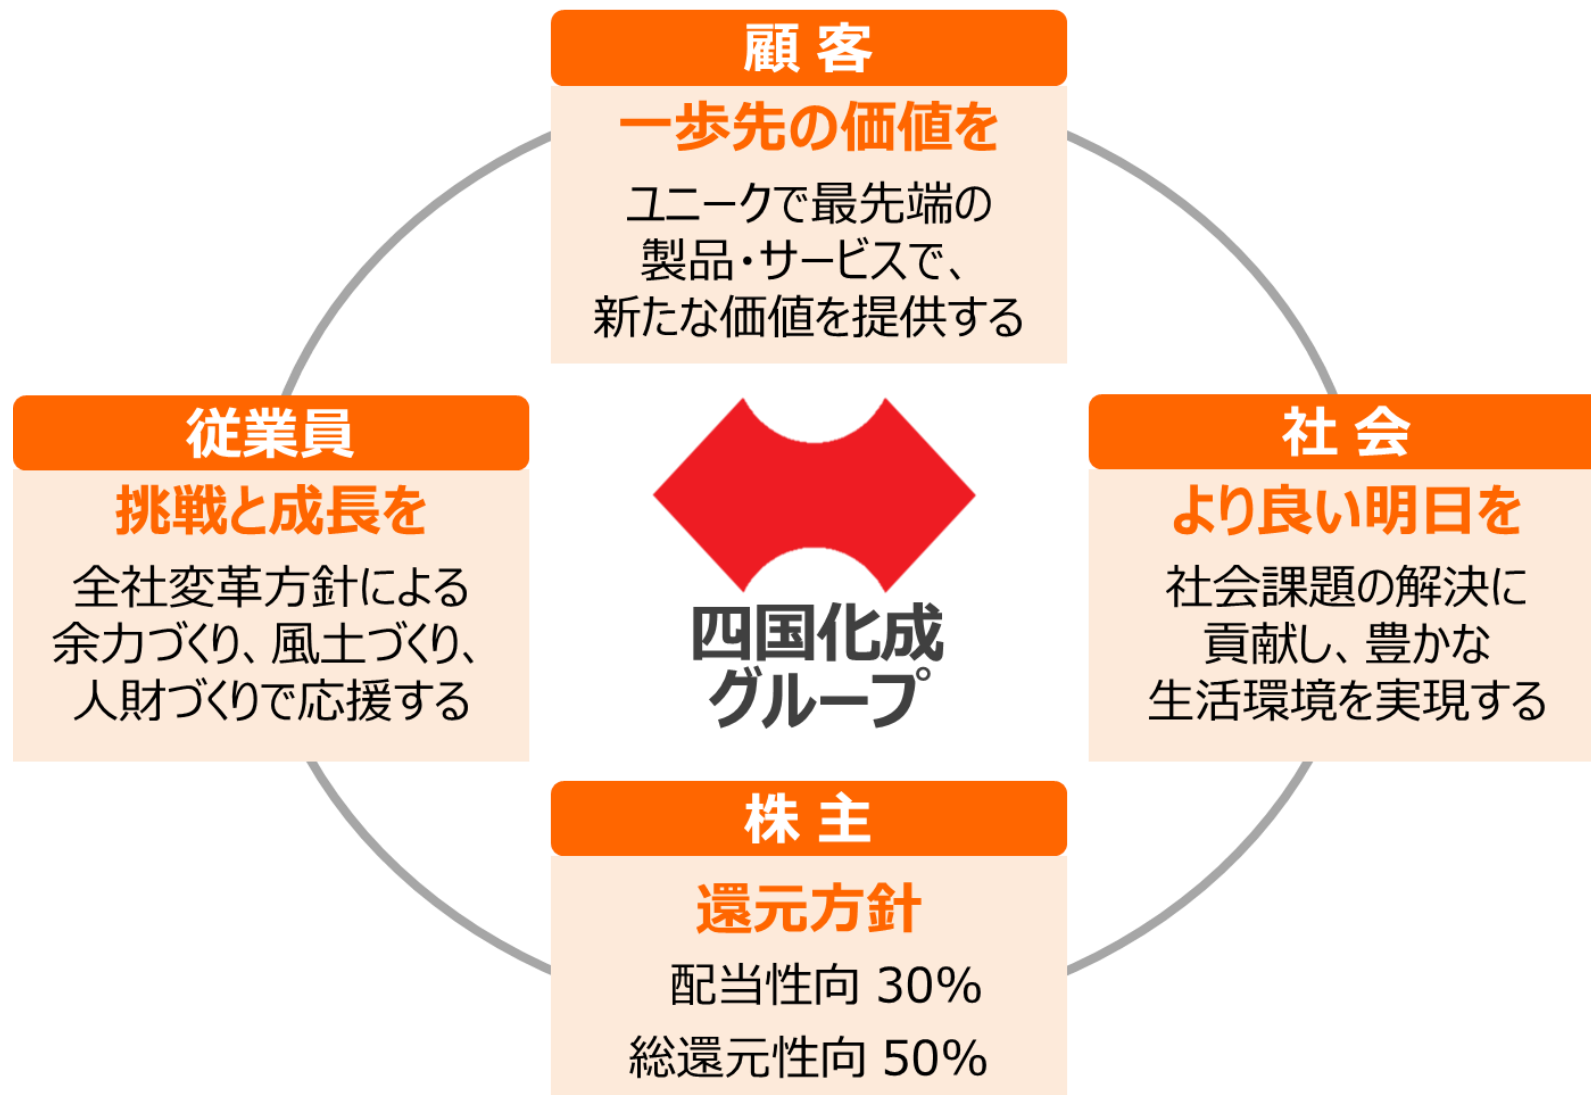 顧 客
一歩先の価値を
ユニークで最先端の
製品・サービスで、
新たな価値を提供する
従業員
挑戦と成長を
全社変革方針による
余力づくり、風土づくり、
人財づくりで応援する
四国化成
グループ
社 会
より良い明日を
社会課題の解決に
貢献し、豊かな
生活環境を実現する
株 主
還元方針
配当性向 30%
総還元性向 50%